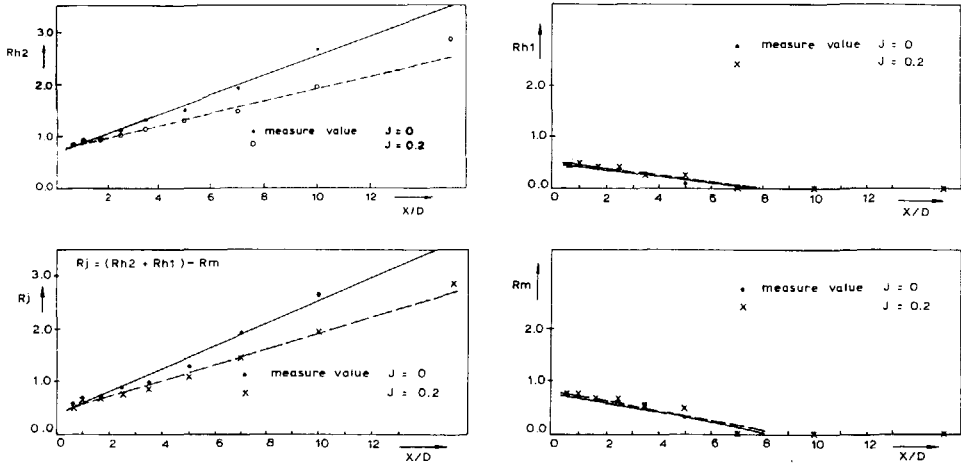 3.0
Rh2
2.0
1.0
0.0
measure value J = 0
J = 0.2
0 2 4 6 8 10 12
X/D
Rh1
measure value J = 0
J = 0.2
1.0
0.0
0 2 4 6 8 10 12
X/D
Rj = (Rh2 + Rh1) - Rm
3.0
Rj
2.0
1.0
0.0
measure value J = 0
J = 0.2
0 2 4 6 8 10 12
X/D
Rm
measure value J = 0
J = 0.2
1.0
0.0
0 2 4 6 8 10 12
X/D